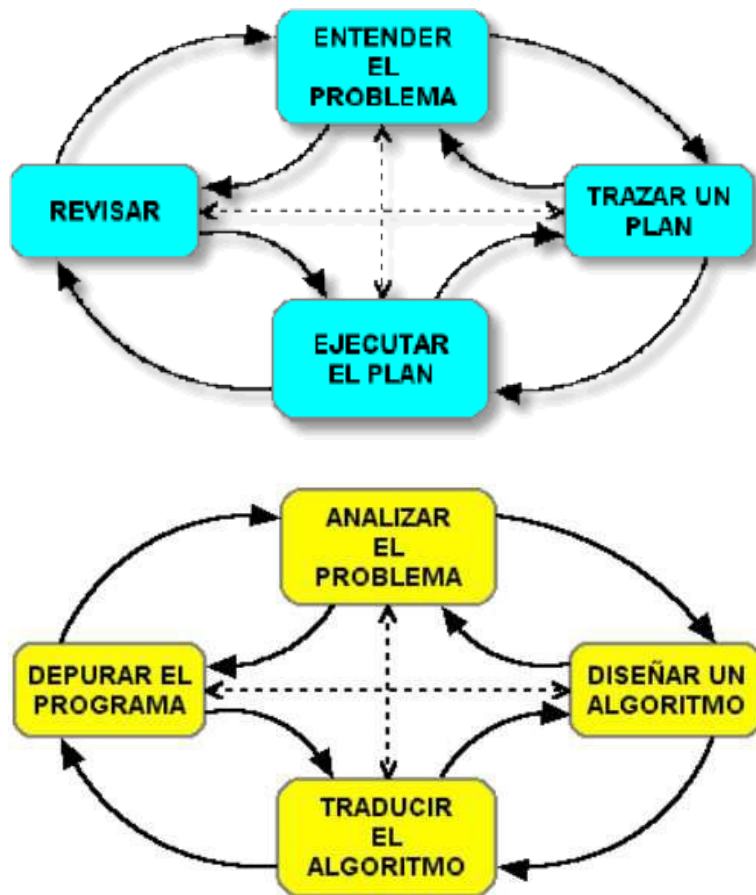 ENTENDER
EL
PROBLEMA
REVISAR
TRAZAR UN
PLAN
EJECUTAR
EL PLAN
ANALIZAR
EL
PROBLEMA
DEPURAR EL
PROGRAMA
DISEÑAR UN
ALGORITMO
TRADUCIR
EL
ALGORITMO